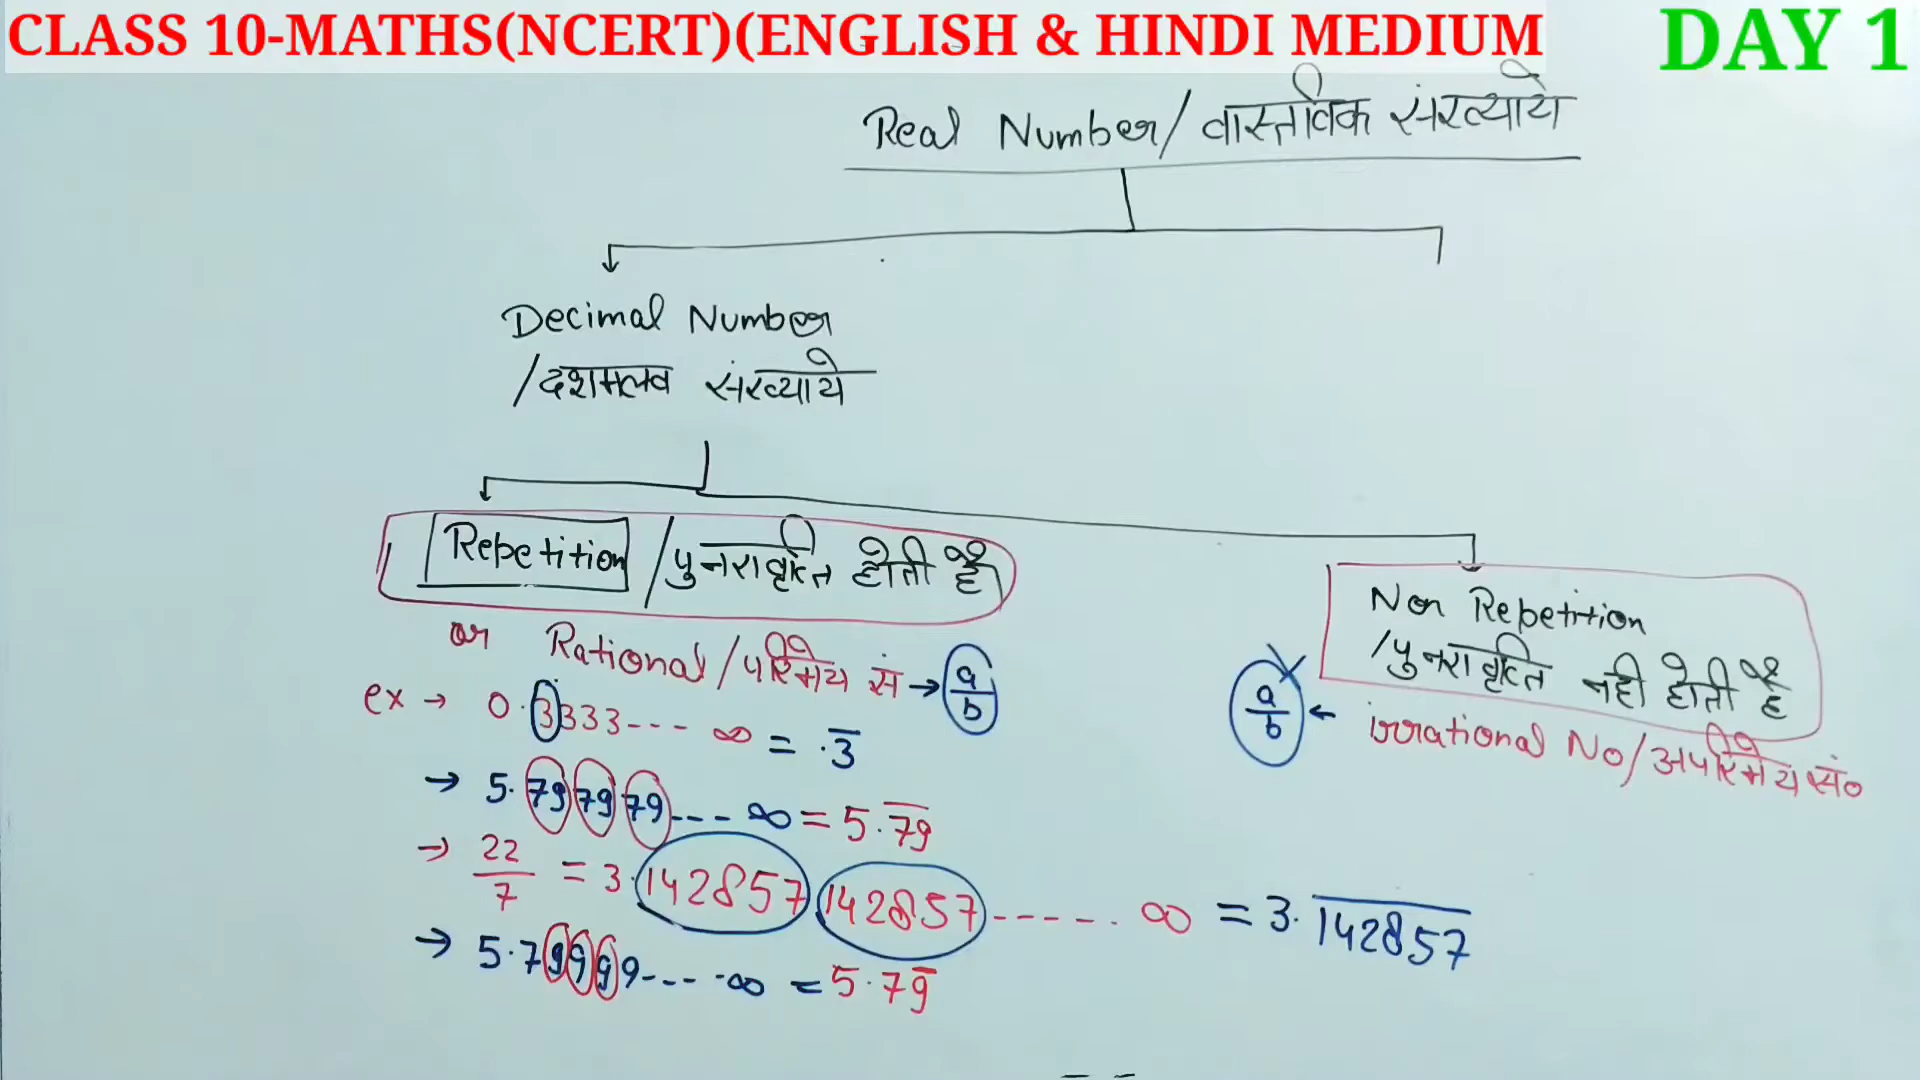 CLASS 10-MATHS(NCERT)(ENGLISH & HINDI MEDIUM
DAY 1
Real Number/ वास्तविक संख्याये
Decimal Number
/दशमलव संख्याये
Repetition /पुनरावृत्ति होती है
Non Repetition
/पुनरावृत्ति नही होती है
or Rational/परिमेय सं → a/b
a/b ← irrational No/अपरिमेय सं०
ex → 0.3333--- ∞ = .3̅
→ 5.797979---- ∞ = 5.7̅9̅
→ 22/7 = 3.142857142857------ ∞ = 3.1̅4̅2̅8̅5̅7̅
→ 5.79999---- ∞ = 5.79̅